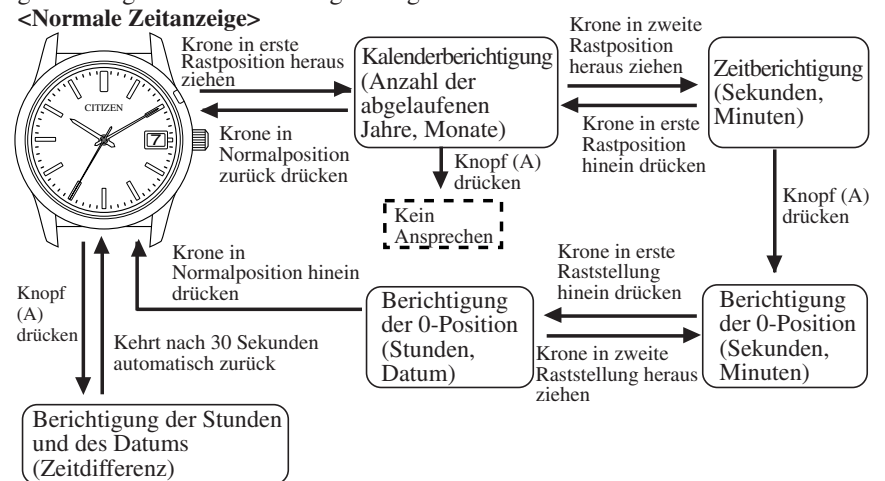 <Normale Zeitanzeige>
CITIZEN
7
Krone in erste
Rastposition heraus
ziehen
Krone in
Normalposition
zurück drücken
Kalenderberichtigung
(Anzahl der
abgelaufenen
Jahre, Monate)
Krone in zweite
Rastposition
heraus ziehen
Krone in erste
Rastposition
hinein drücken
Zeitberichtigung
(Sekunden,
Minuten)
Knopf (A)
drücken
Kein
Ansprechen
Knopf (A)
drücken
Krone in
Normalposition hinein
drücken
Berichtigung
der 0-Position
(Stunden,
Datum)
Krone in erste
Raststellung
hinein drücken
Krone in zweite
Raststellung heraus
ziehen
Berichtigung
der 0-Position
(Sekunden,
Minuten)
Knopf
(A)
drücken
Kehrt nach 30 Sekunden
automatisch zurück
Berichtigung der Stunden
und des Datums
(Zeitdifferenz)